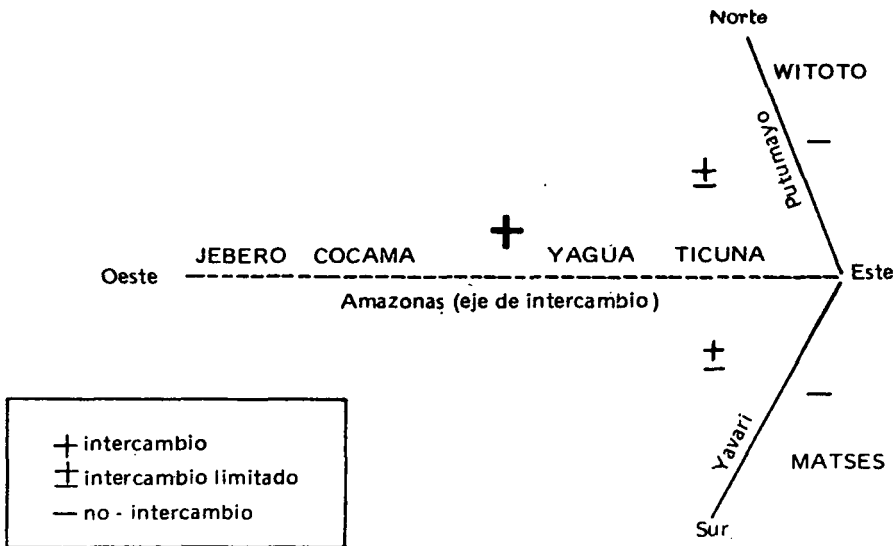 Norte
WITOTO
Putumayo
—
±
+
JEBERO COCAMA YAGÚA TICUNA
Oeste
Este
Amazonas (eje de intercambio)
±
—
Yavari
MATSES
Sur
+ intercambio
± intercambio limitado
— no - intercambio